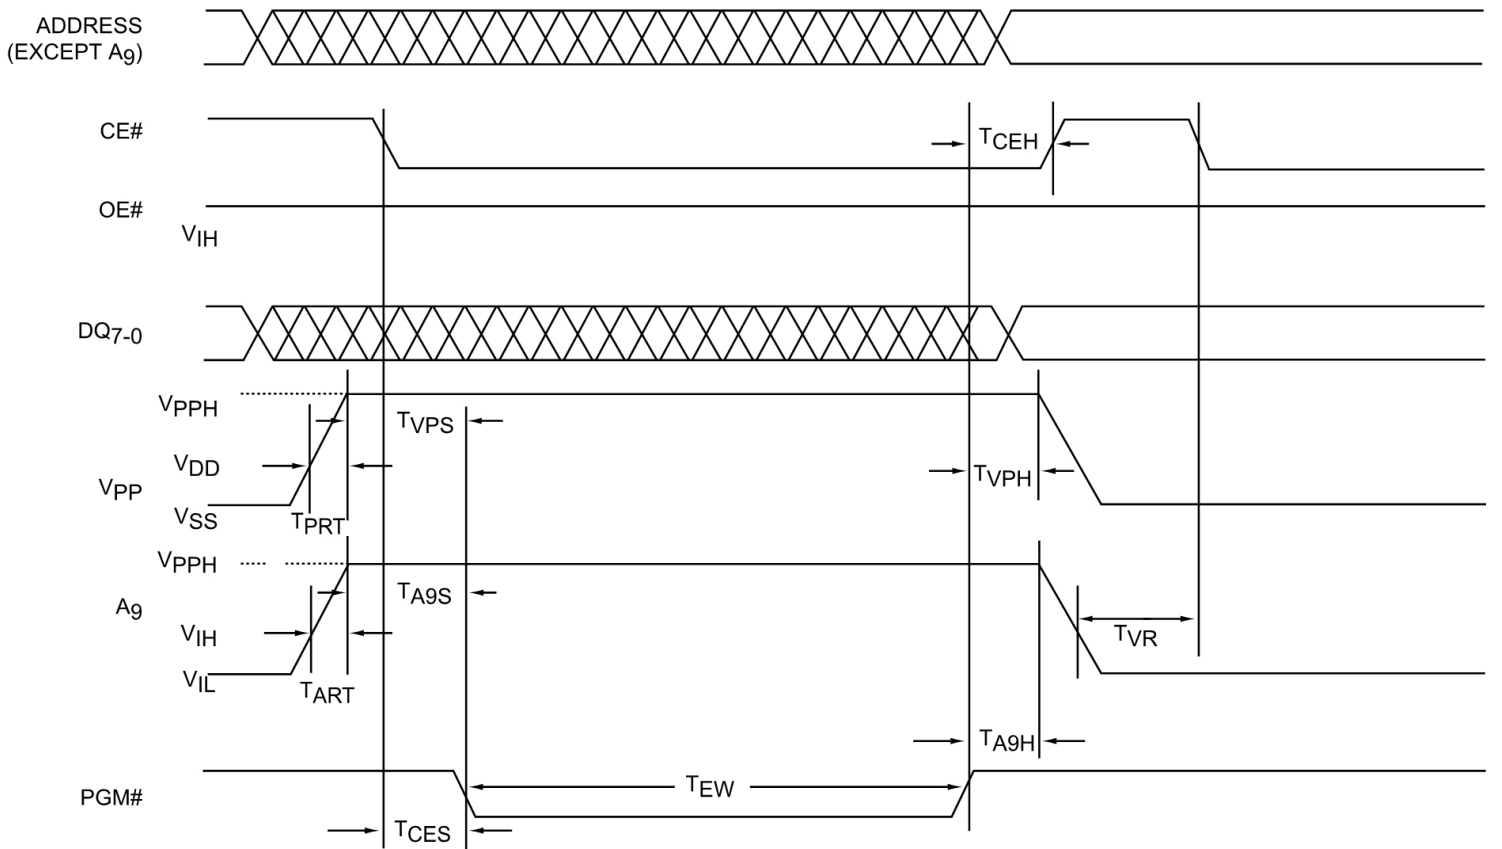 ADDRESS
(EXCEPT A9)
CE#
TCEH
OE#
VIH
DQ7-0
VPPH
TVPS
VDD
TVPH
VPP
VSS
TPRT
VPPH
TA9S
A9
VIH
TVR
VIL
TART
TA9H
TEW
PGM#
TCES